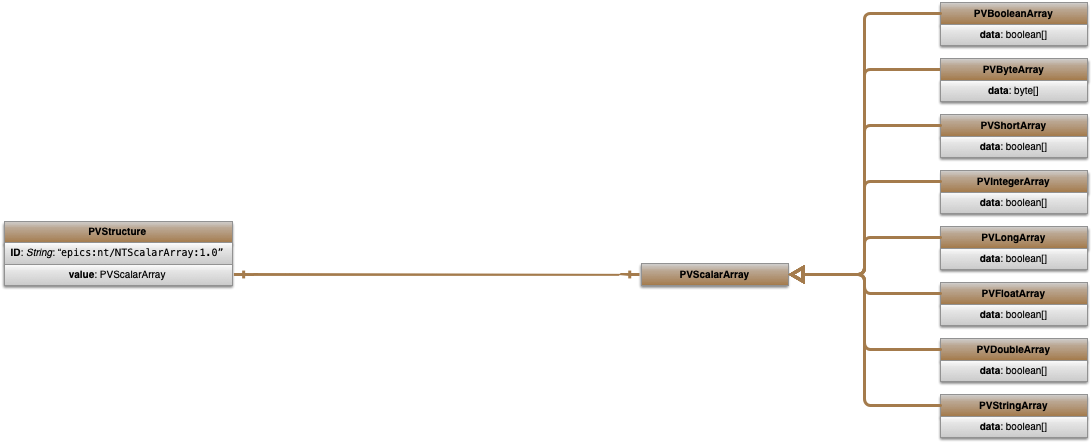 PVBooleanArray
data: boolean[]
PVByteArray
data: byte[]
PVShortArray
data: boolean[]
PVIntegerArray
data: boolean[]
PVStructure
ID: String: “epics:nt/NTScalarArray:1.0”
value: PVScalarArray
PVScalarArray
PVLongArray
data: boolean[]
PVFloatArray
data: boolean[]
PVDoubleArray
data: boolean[]
PVStringArray
data: boolean[]